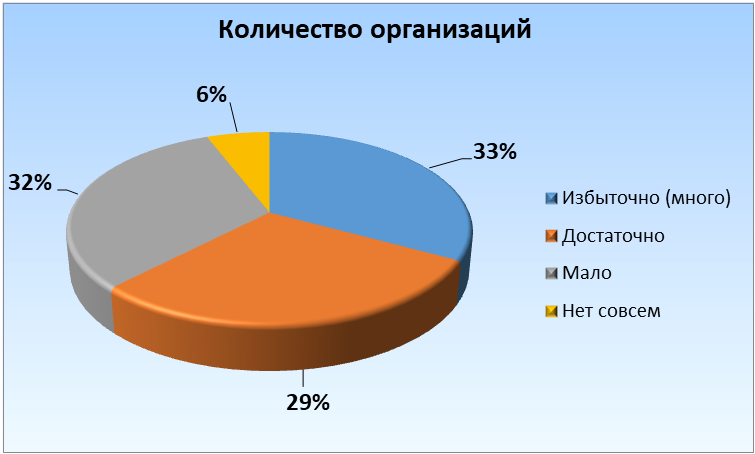 Количество организаций
6%
33%
32%
29%
Избыточно (много)
Достаточно
Мало
Нет совсем